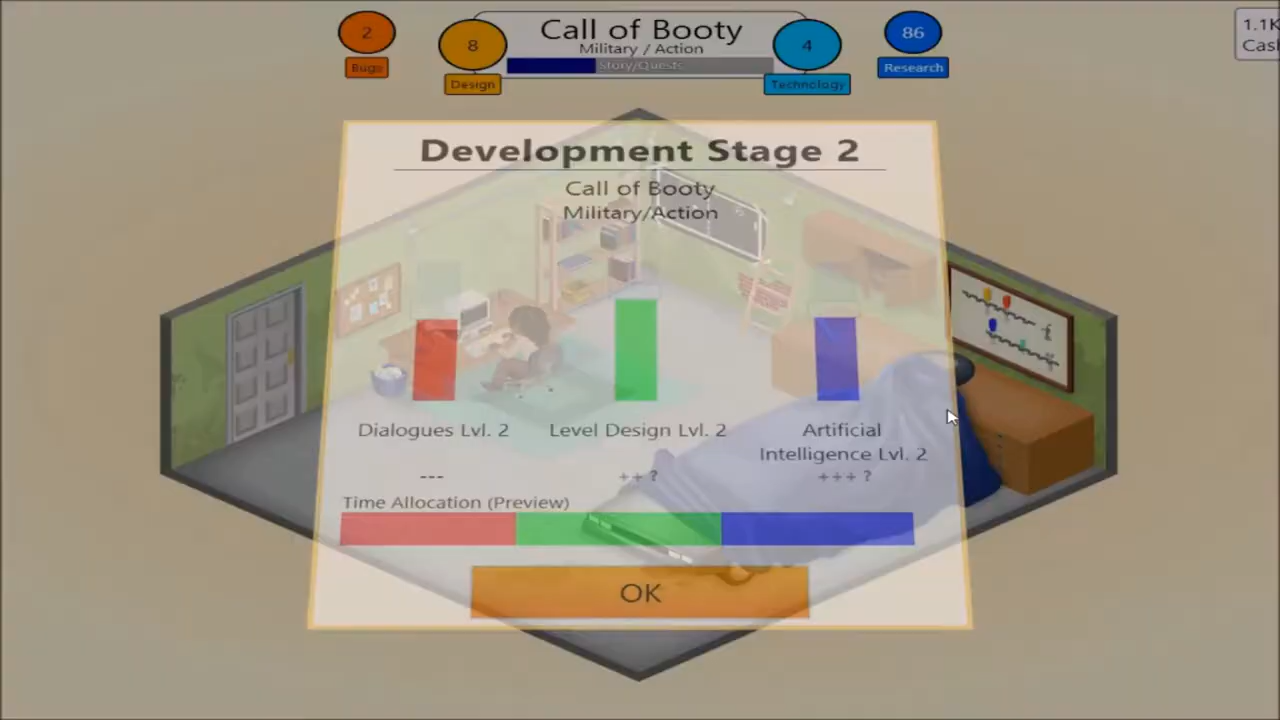 2
Bugs
8
Design
Call of Booty
Military / Action
Story/Quests
4
Technology
86
Research
1.1K
Development Stage 2
Call of Booty
Military/Action
Dialogues Lvl. 2
Level Design Lvl. 2
Artificial
Intelligence Lvl. 2
---
++ ?
+++ ?
Time Allocation (Preview)
OK